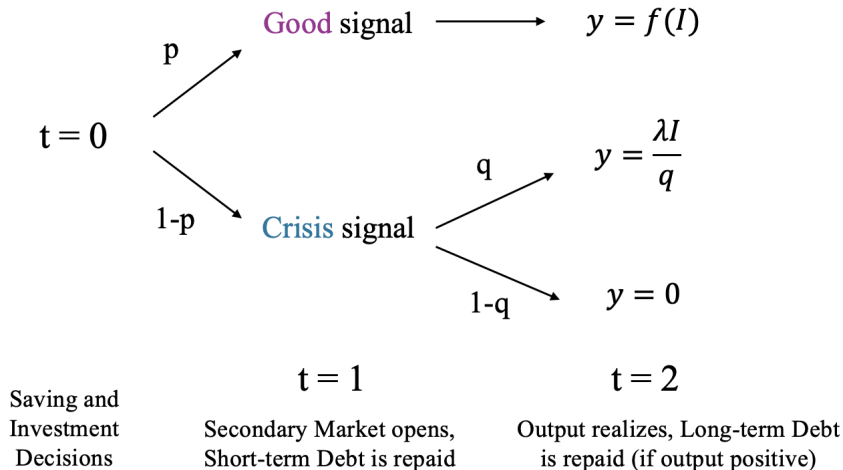 Good signal
y = f(I)
p
t = 0
y = λI/q
q
1-p
Crisis signal
1-q
y = 0
t = 1
t = 2
Saving and
Investment
Decisions
Secondary Market opens,
Short-term Debt is repaid
Output realizes, Long-term Debt
is repaid (if output positive)